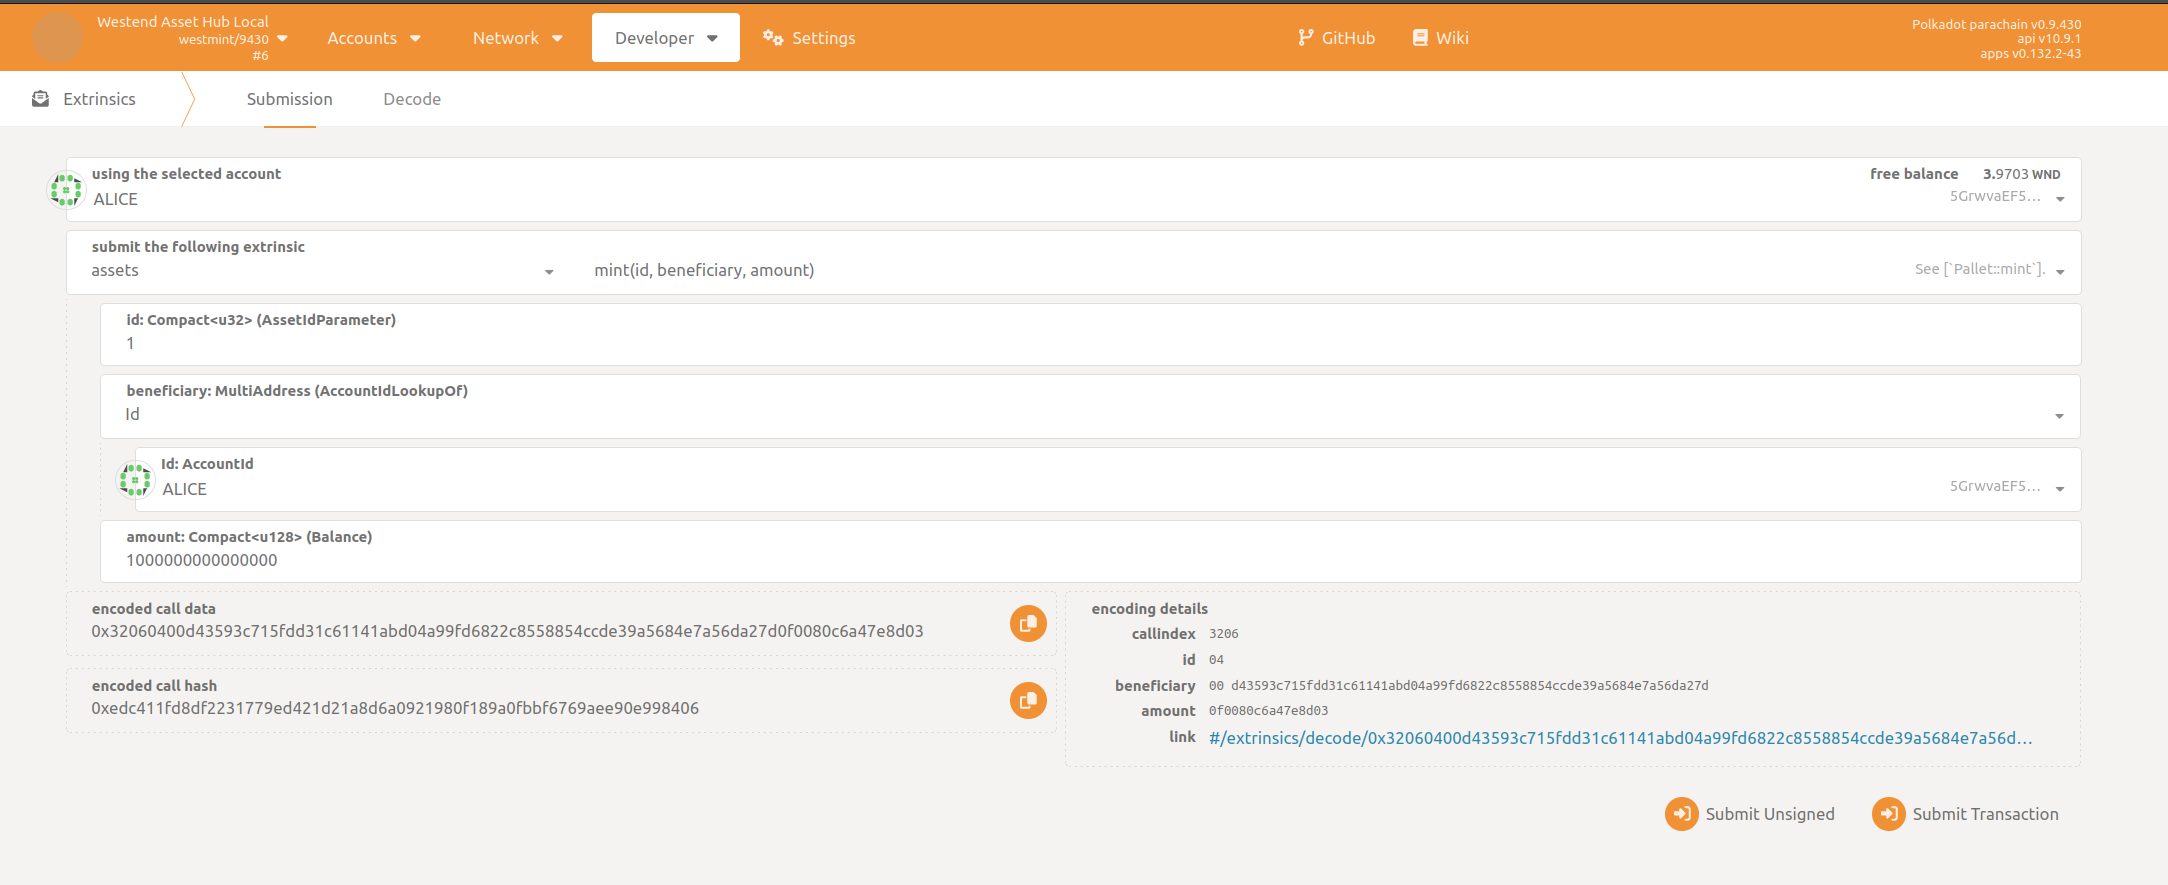 Westend Asset Hub Local
westmint/9430
#6
Accounts
Network
Developer
Settings
GitHub
Wiki
Polkadot parachain v0.9.430
api v10.9.1
apps v0.132.2-43
Extrinsics
Submission
Decode
using the selected account
ALICE
free balance 3.9703 WND
5GrwvaEF5...
submit the following extrinsic
assets
mint(id, beneficiary, amount)
See [`Pallet::mint`].
id: Compact<u32> (AssetIdParameter)
1
beneficiary: MultiAddress (AccountIdLookupOf)
Id
Id: AccountId
ALICE
5GrwvaEF5...
amount: Compact<u128> (Balance)
1000000000000000
encoded call data
0x32060400d43593c715fdd31c61141abd04a99fd6822c8558854ccde39a5684e7a56da27d0f0080c6a47e8d03
encoded call hash
0xedc411fd8df2231779ed421d21a8d6a0921980f189a0fbbf6769aee90e998406
encoding details
callindex 3206
id 04
beneficiary 00 d43593c715fdd31c61141abd04a99fd6822c8558854ccde39a5684e7a56da27d
amount 0f0080c6a47e8d03
link #/extrinsics/decode/0x32060400d43593c715fdd31c61141abd04a99fd6822c8558854ccde39a5684e7a56d...
Submit Unsigned
Submit Transaction